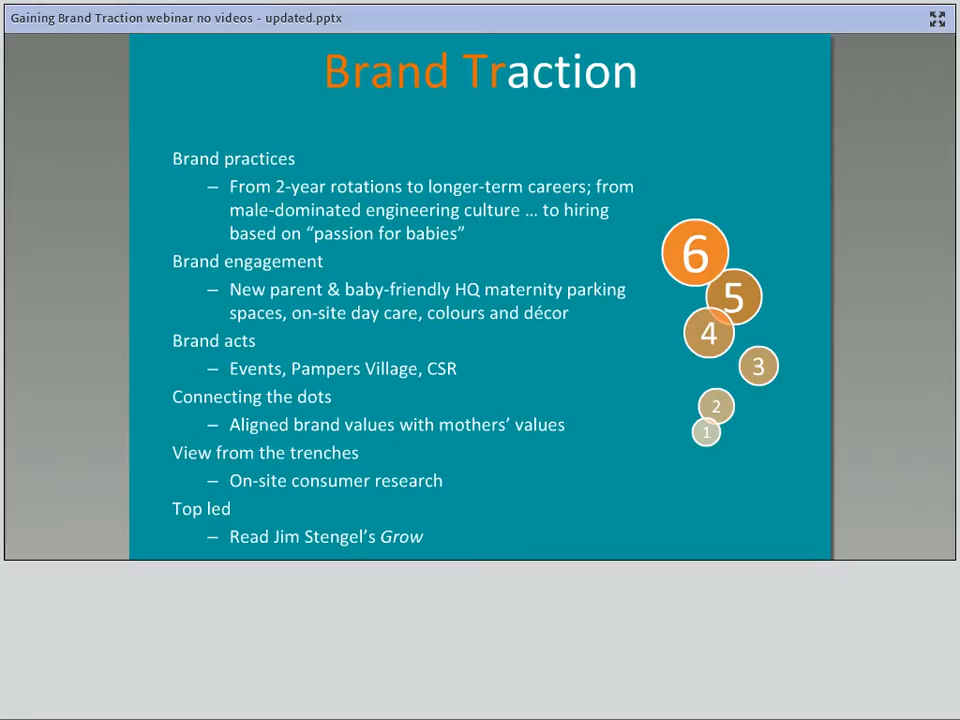 Gaining Brand Traction webinar no videos - updated.pptx
Brand Traction
Brand practices
– From 2-year rotations to longer-term careers; from
male-dominated engineering culture … to hiring
based on “passion for babies”
Brand engagement
– New parent & baby-friendly HQ maternity parking
spaces, on-site day care, colours and décor
Brand acts
– Events, Pampers Village, CSR
Connecting the dots
– Aligned brand values with mothers’ values
View from the trenches
– On-site consumer research
Top led
– Read Jim Stengel’s Grow
6
5
4
3
2
1